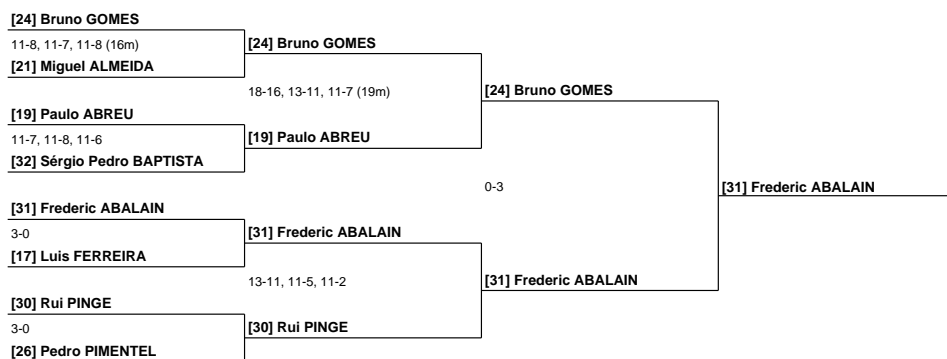 [24] Bruno GOMES
11-8, 11-7, 11-8 (16m)
[21] Miguel ALMEIDA
[24] Bruno GOMES
18-16, 13-11, 11-7 (19m)
[24] Bruno GOMES
[19] Paulo ABREU
11-7, 11-8, 11-6
[32] Sérgio Pedro BAPTISTA
[19] Paulo ABREU
0-3
[31] Frederic ABALAIN
[31] Frederic ABALAIN
3-0
[17] Luis FERREIRA
[31] Frederic ABALAIN
13-11, 11-5, 11-2
[31] Frederic ABALAIN
[30] Rui PINGE
3-0
[26] Pedro PIMENTEL
[30] Rui PINGE